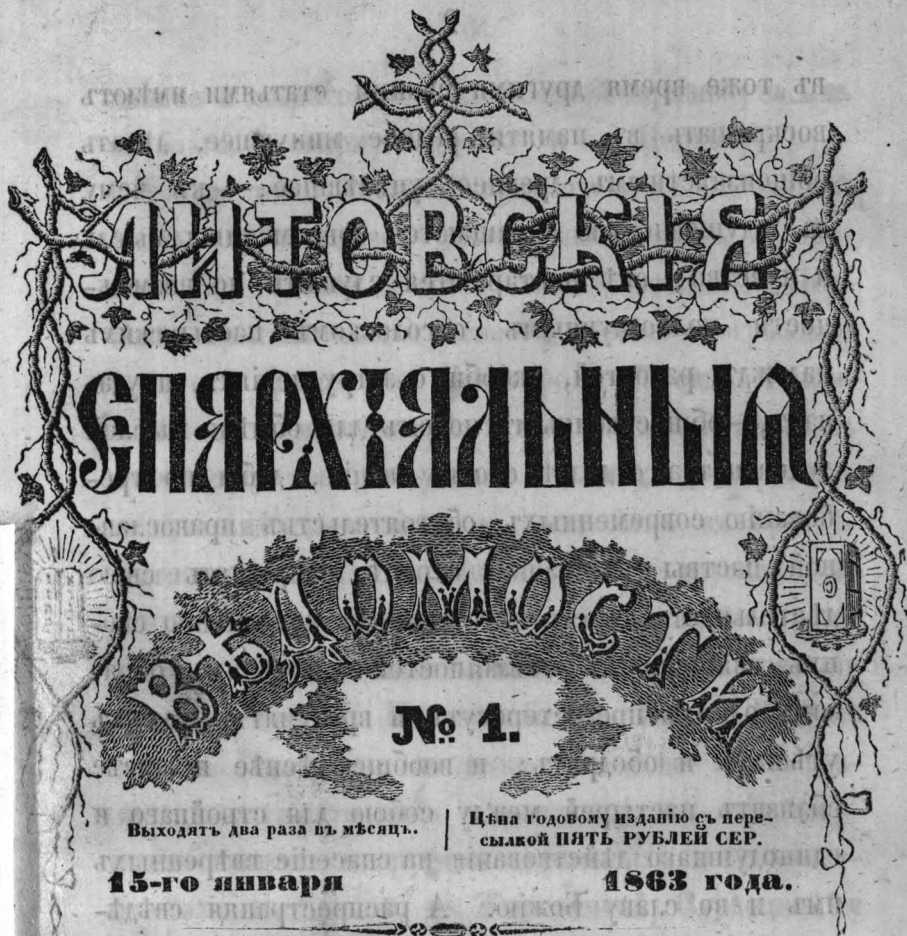 ЛИТОВСКІЯ
ЕПАРХІАЛЬНЫЯ
ВѢДОМОСТИ
№ 1.
Выходятъ два раза въ мѣсяцъ.
Цѣна годовому изданію съ пере-
сылкой ПЯТЬ РУБЛЕЙ СЕР.
15-го января
1863 года.